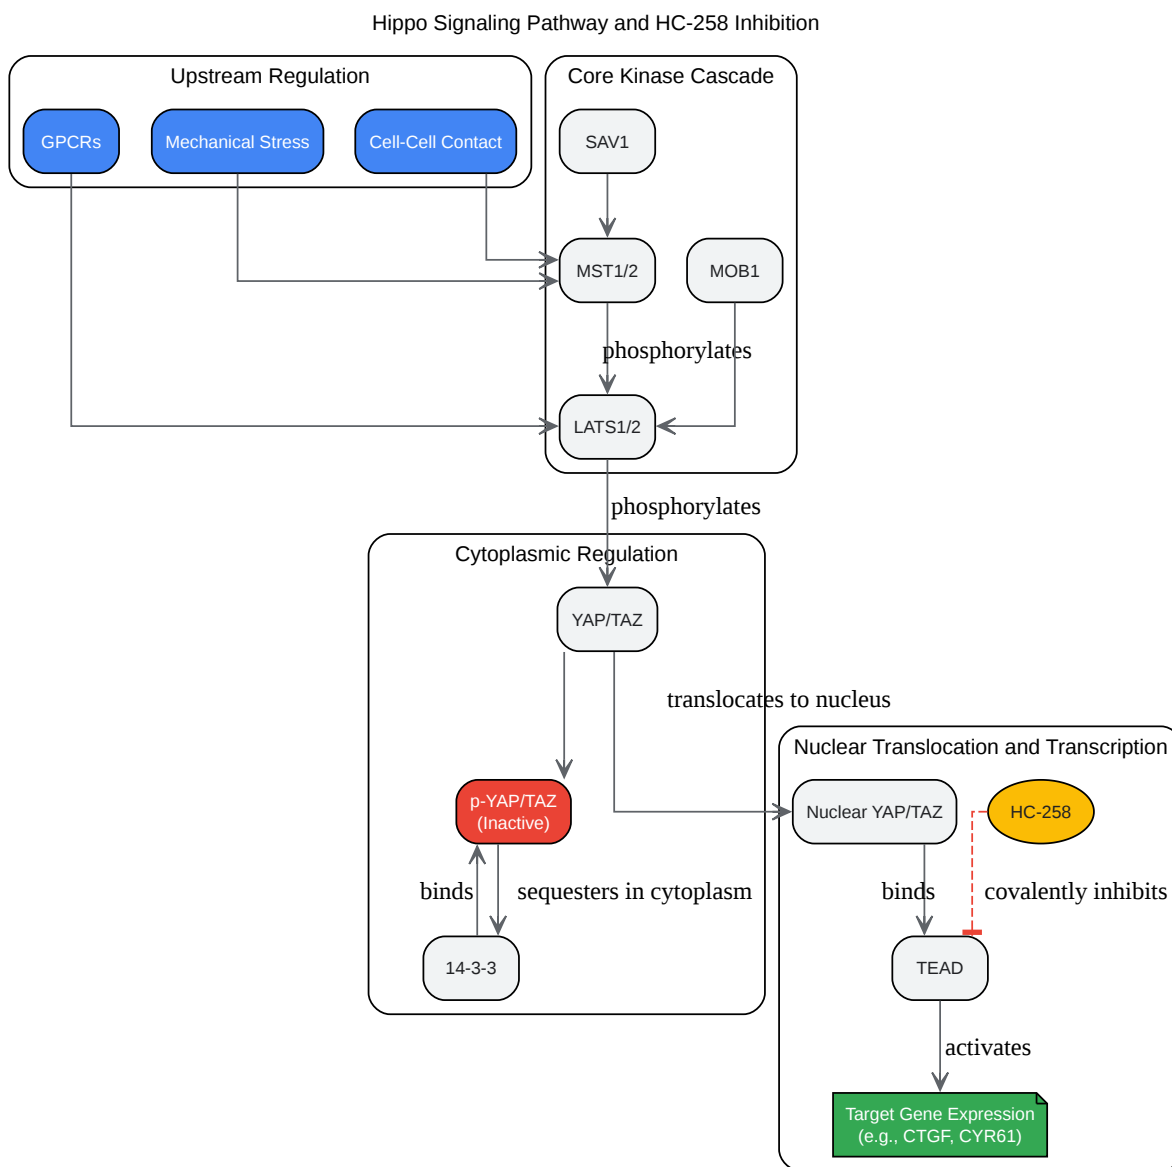 Hippo Signaling Pathway and HC-258 Inhibition
Upstream Regulation
Core Kinase Cascade
GPCRs
Mechanical Stress
Cell-Cell Contact
SAV1
MST1/2
MOB1
phosphorylates
LATS1/2
phosphorylates
Cytoplasmic Regulation
YAP/TAZ
translocates to nucleus
Nuclear Translocation and Transcription
p-YAP/TAZ
(Inactive)
Nuclear YAP/TAZ
HC-258
binds
sequesters in cytoplasm
binds
covalently inhibits
14-3-3
TEAD
activates
Target Gene Expression
(e.g., CTGF, CYR61)